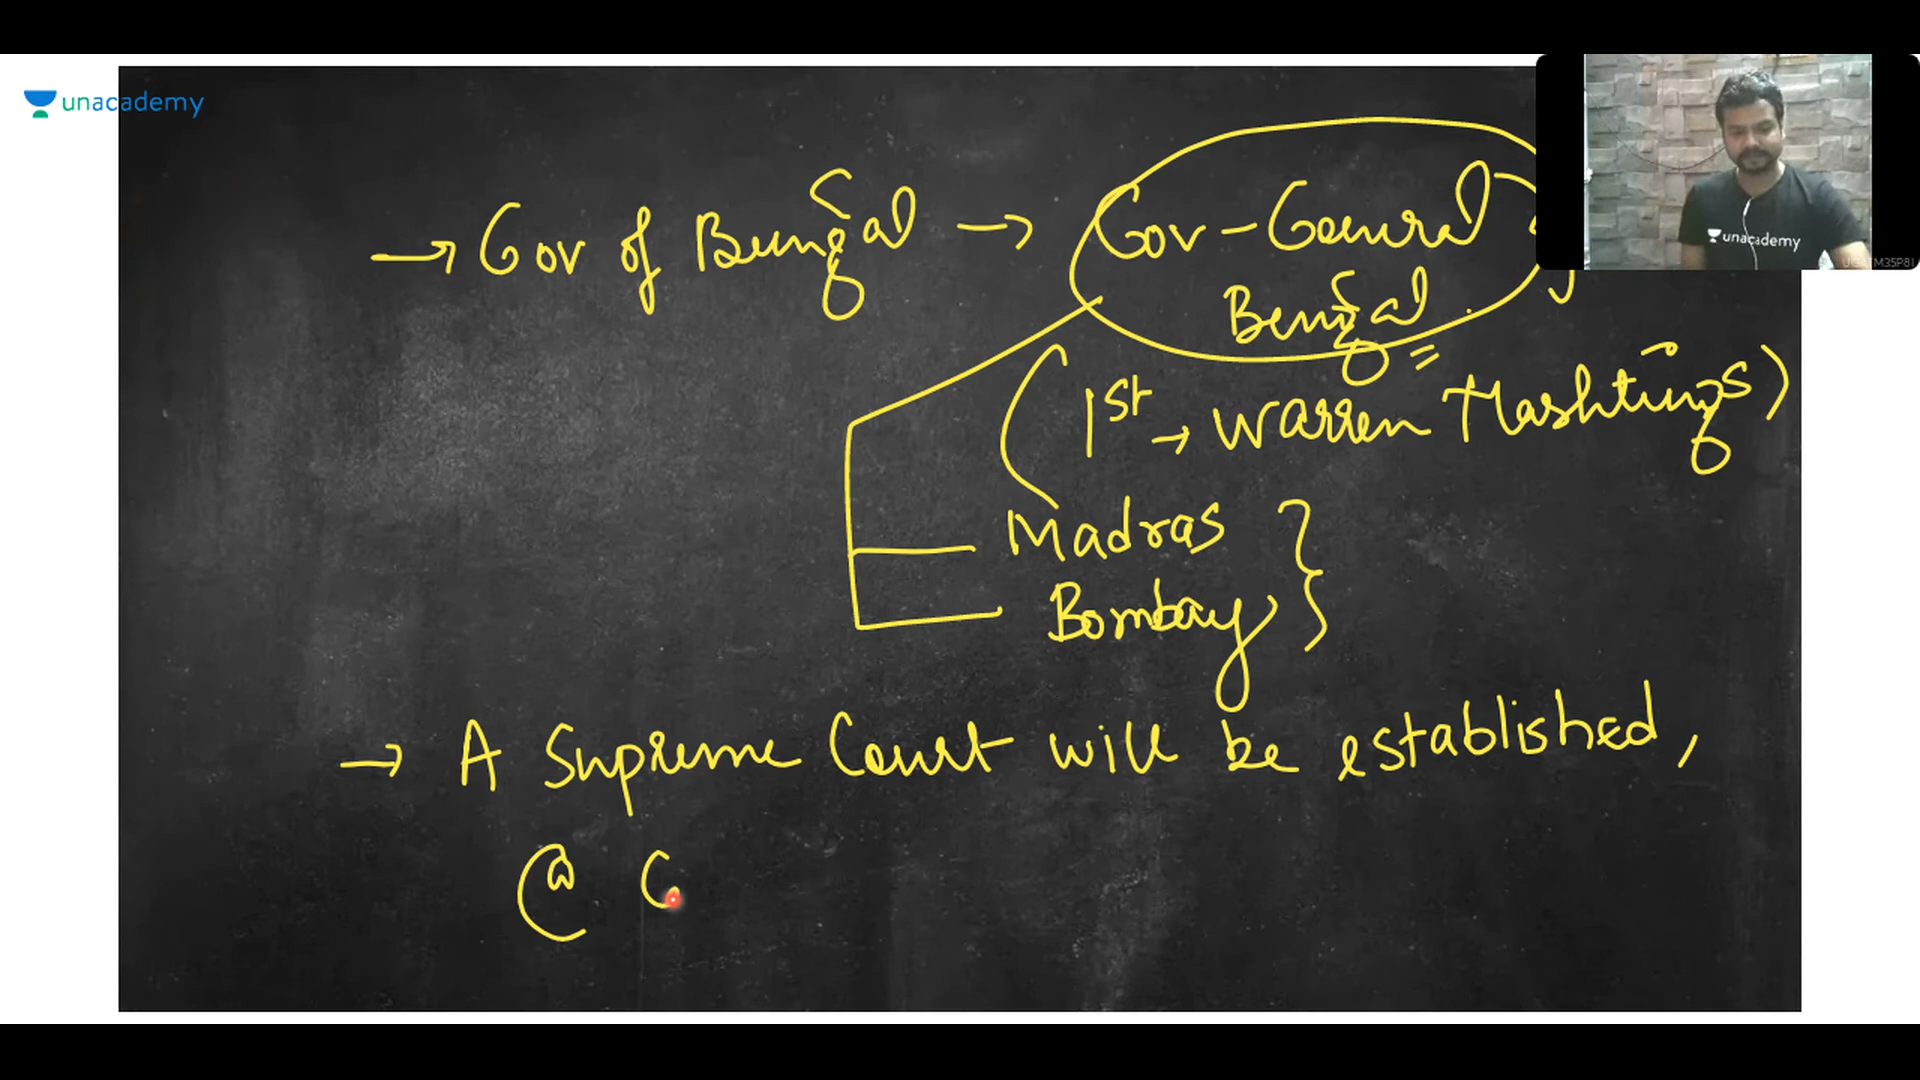 unacademy
→ Gov of Bengal → Gov-General
Bengal
(1st → Warren Hashtings)
Madras
Bombay
→ A Supreme Court will be established,
@ C
unacademy